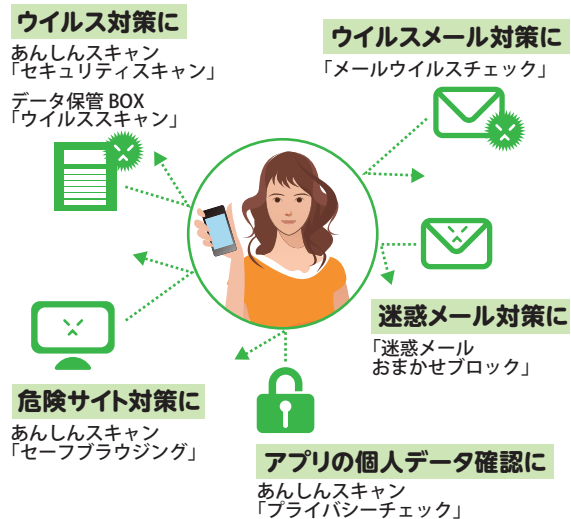 ウイルス対策に
あんしんスキャン
「セキュリティスキャン」
データ保管 BOX
「ウイルススキャン」
ウイルスメール対策に
「メールウイルスチェック」
迷惑メール対策に
「迷惑メール
おまかせブロック」
危険サイト対策に
あんしんスキャン
「セーフブラウジング」
アプリの個人データ確認に
あんしんスキャン
「プライバシーチェック」